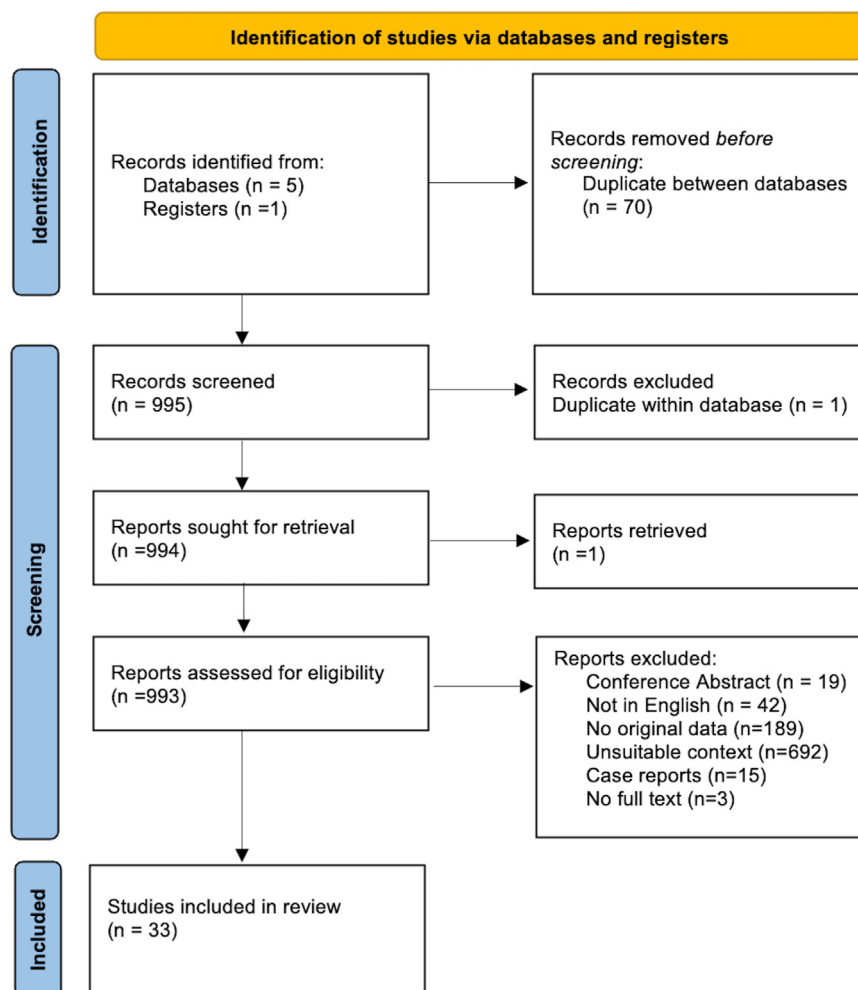 Identification of studies via databases and registers
Identification
Records identified from:
Databases (n = 5)
Registers (n =1)
Records removed before
screening:
Duplicate between databases
(n = 70)
Screening
Records screened
(n = 995)
Records excluded
Duplicate within database (n = 1)
Reports sought for retrieval
(n =994)
Reports retrieved
(n =1)
Reports assessed for eligibility
(n =993)
Reports excluded:
Conference Abstract (n = 19)
Not in English (n = 42)
No original data (n=189)
Unsuitable context (n=692)
Case reports (n=15)
No full text (n=3)
Included
Studies included in review
(n = 33)